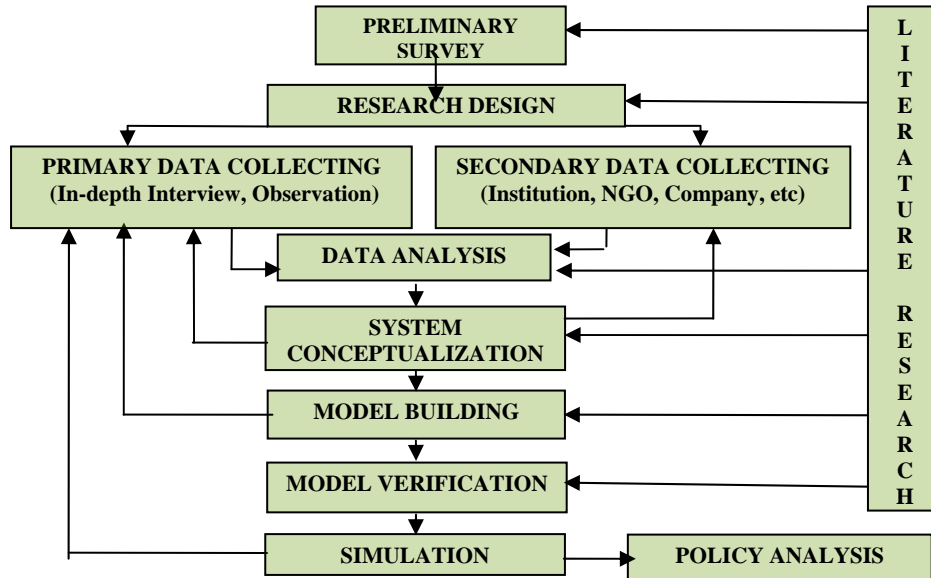 PRELIMINARY
SURVEY
RESEARCH DESIGN
PRIMARY DATA COLLECTING
(In-depth Interview, Observation)
SECONDARY DATA COLLECTING
(Institution, NGO, Company, etc)
DATA ANALYSIS
SYSTEM
CONCEPTUALIZATION
MODEL BUILDING
MODEL VERIFICATION
SIMULATION
POLICY ANALYSIS
L
I
T
E
R
A
T
U
R
E
R
E
S
E
A
R
C
H